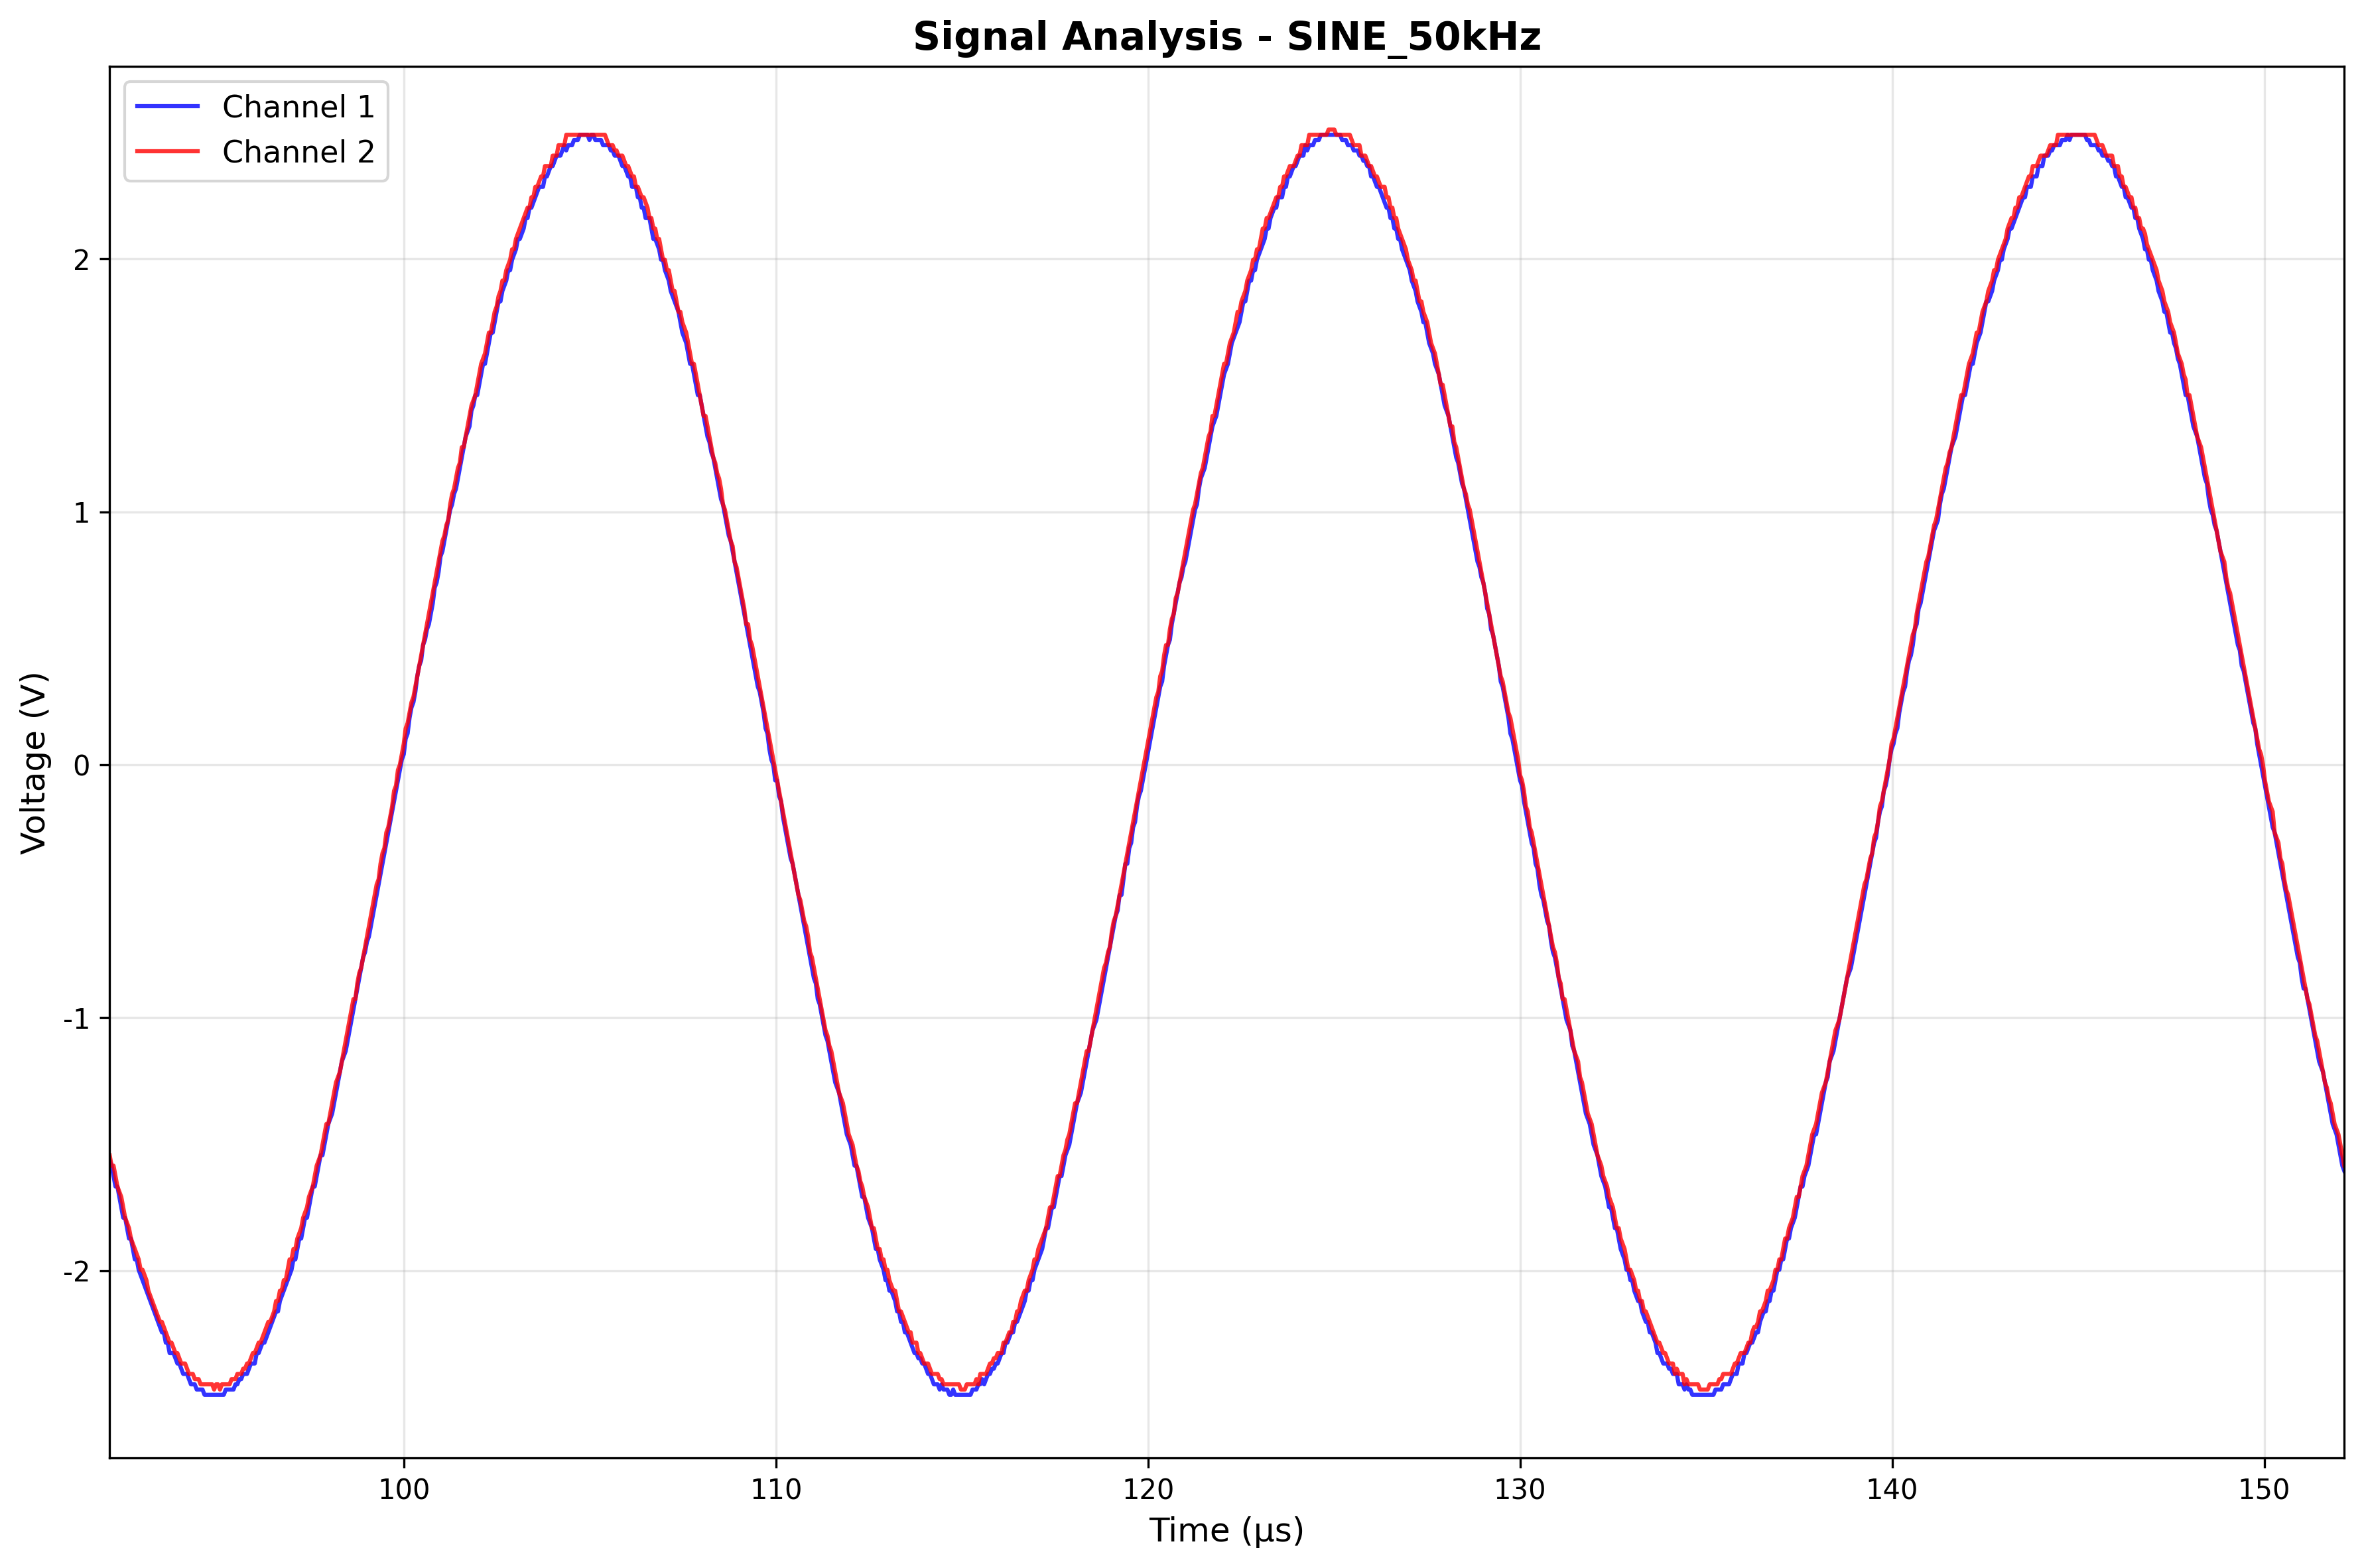 Signal Analysis - SINE_50kHz
Channel 1
Channel 2
2
1
0
-1
-2
Voltage (V)
100 110 120 130 140 150
Time (µs)